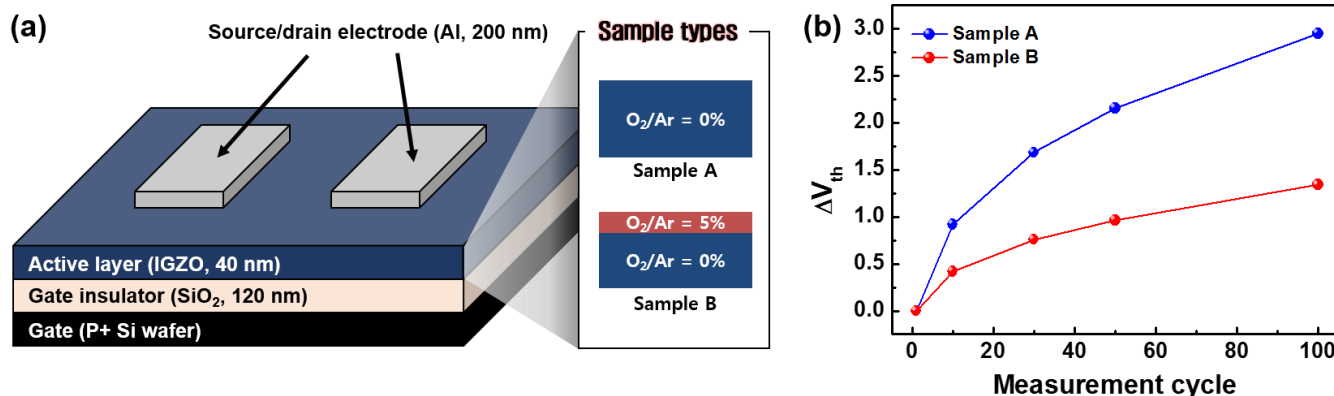 (a)
Source/drain electrode (Al, 200 nm)
Active layer (IGZO, 40 nm)
Gate insulator (SiO₂, 120 nm)
Gate (P+ Si wafer)
Sample types
O₂/Ar = 0%
Sample A
O₂/Ar = 5%
O₂/Ar = 0%
Sample B
(b)
Sample A
Sample B
ΔVth
3.0
2.5
2.0
1.5
1.0
0.5
0.0
0 20 40 60 80 100
Measurement cycle